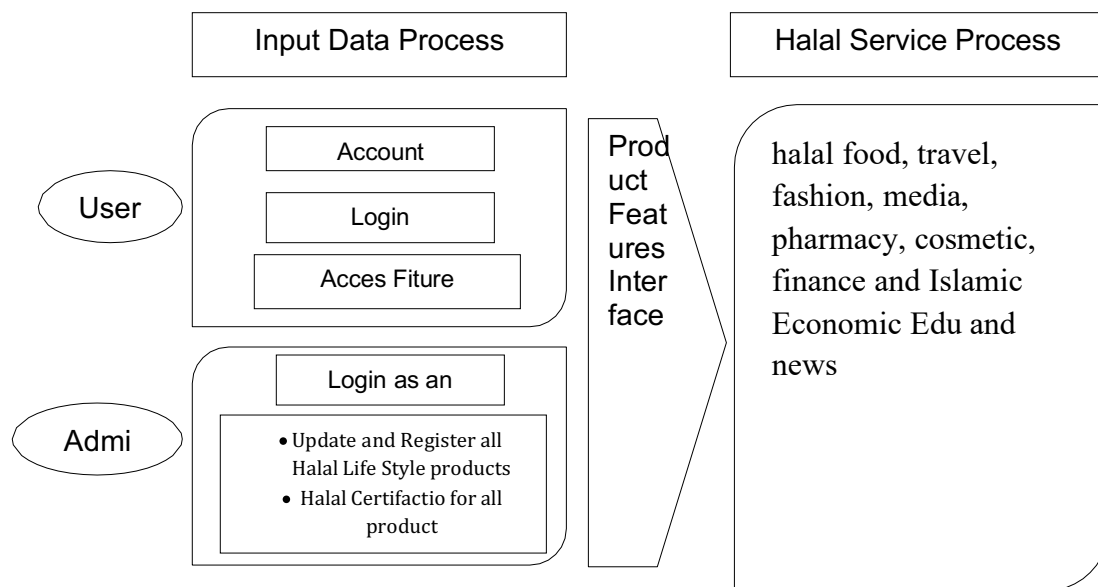 Input Data Process
Halal Service Process
User
Account
Login
Acces Fiture
Admi
Login as an
• Update and Register all
Halal Life Style products
• Halal Certifactio for all
product
Prod
uct
Feat
ures
Inter
face
halal food, travel,
fashion, media,
pharmacy, cosmetic,
finance and Islamic
Economic Edu and
news